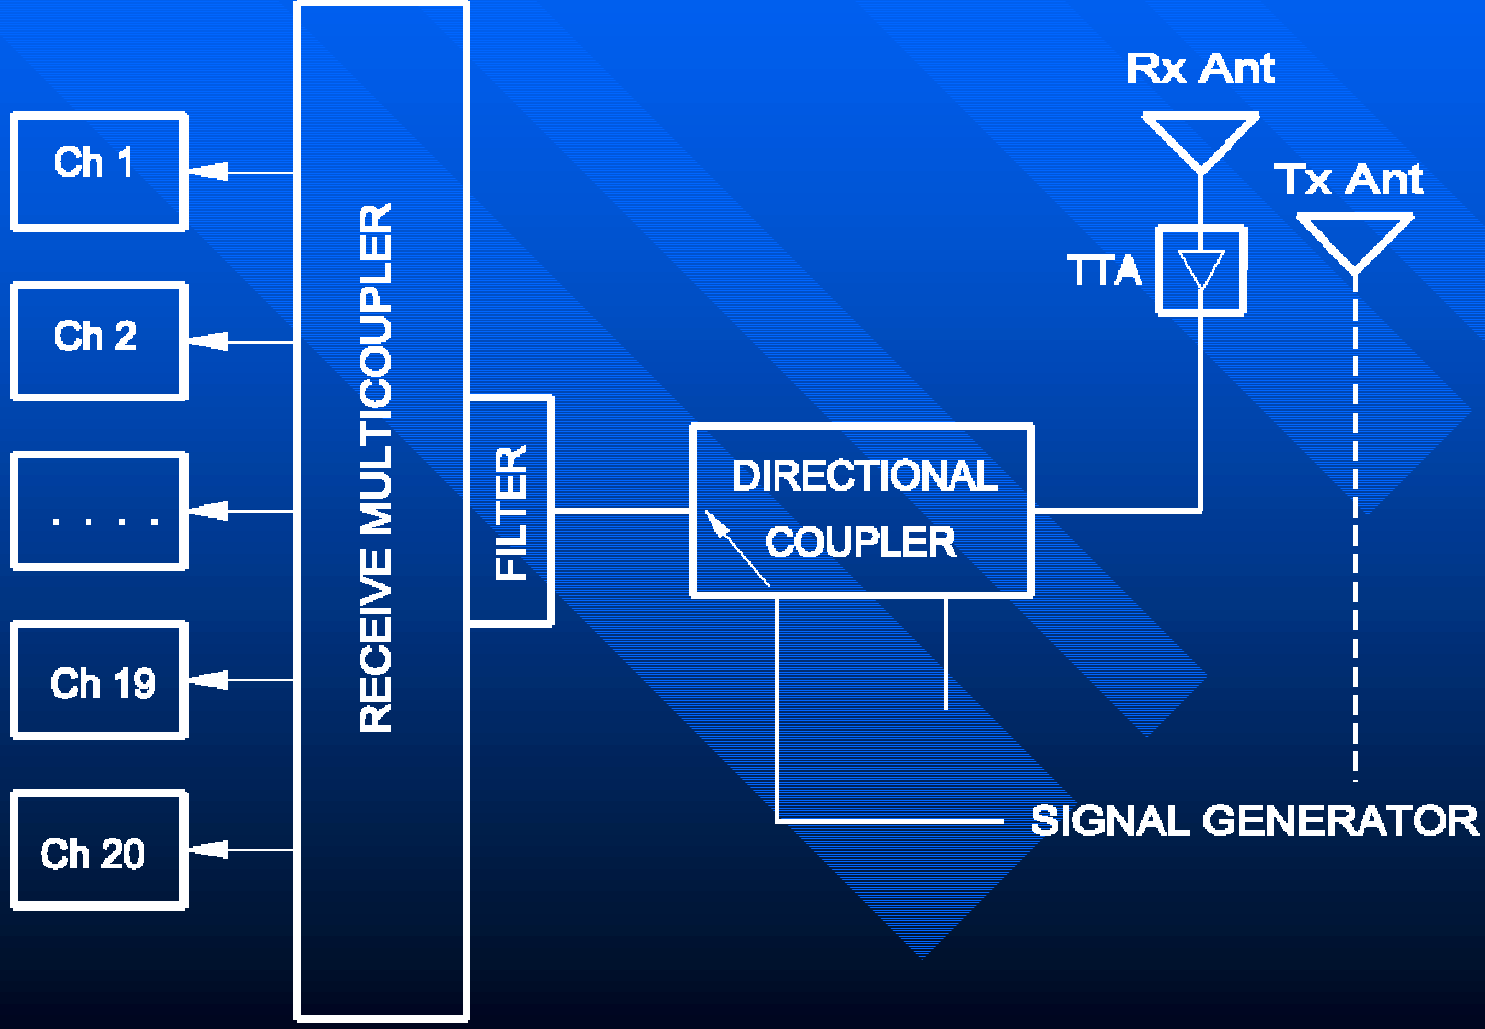 Rx Ant
Tx Ant
TTA
Ch 1
Ch 2
. . . .
Ch 19
Ch 20
RECEIVE MULTICOUPLER
FILTER
DIRECTIONAL
COUPLER
SIGNAL GENERATOR